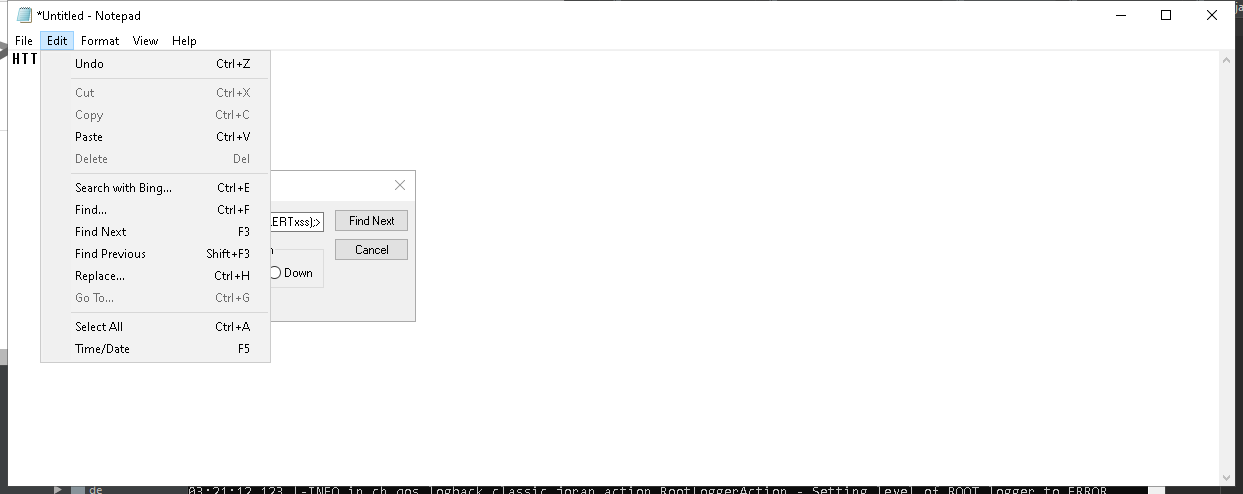 *Untitled - Notepad
File Edit Format View Help
HTT
Undo Ctrl+Z
Cut Ctrl+X
Copy Ctrl+C
Paste Ctrl+V
Delete Del
Search with Bing... Ctrl+E
Find... Ctrl+F
Find Next F3
Find Previous Shift+F3
Replace... Ctrl+H
Go To... Ctrl+G
Select All Ctrl+A
Time/Date F5
ERTxss);>
Find Next
Cancel
Down
de
03:21:12,123 |-INFO in ch.qos.logback.classic.joran.action.RootLoggerAction - Setting level of ROOT logger to ERROR